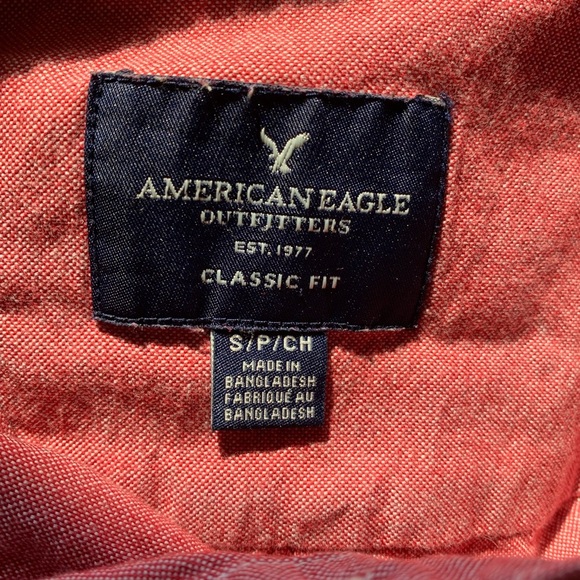 AMERICAN EAGLE
OUTFITTERS
EST. 1977
CLASSIC FIT
S/P/CH
MADE IN
BANGLADESH
FABRIQUÉ AU
BANGLADESH